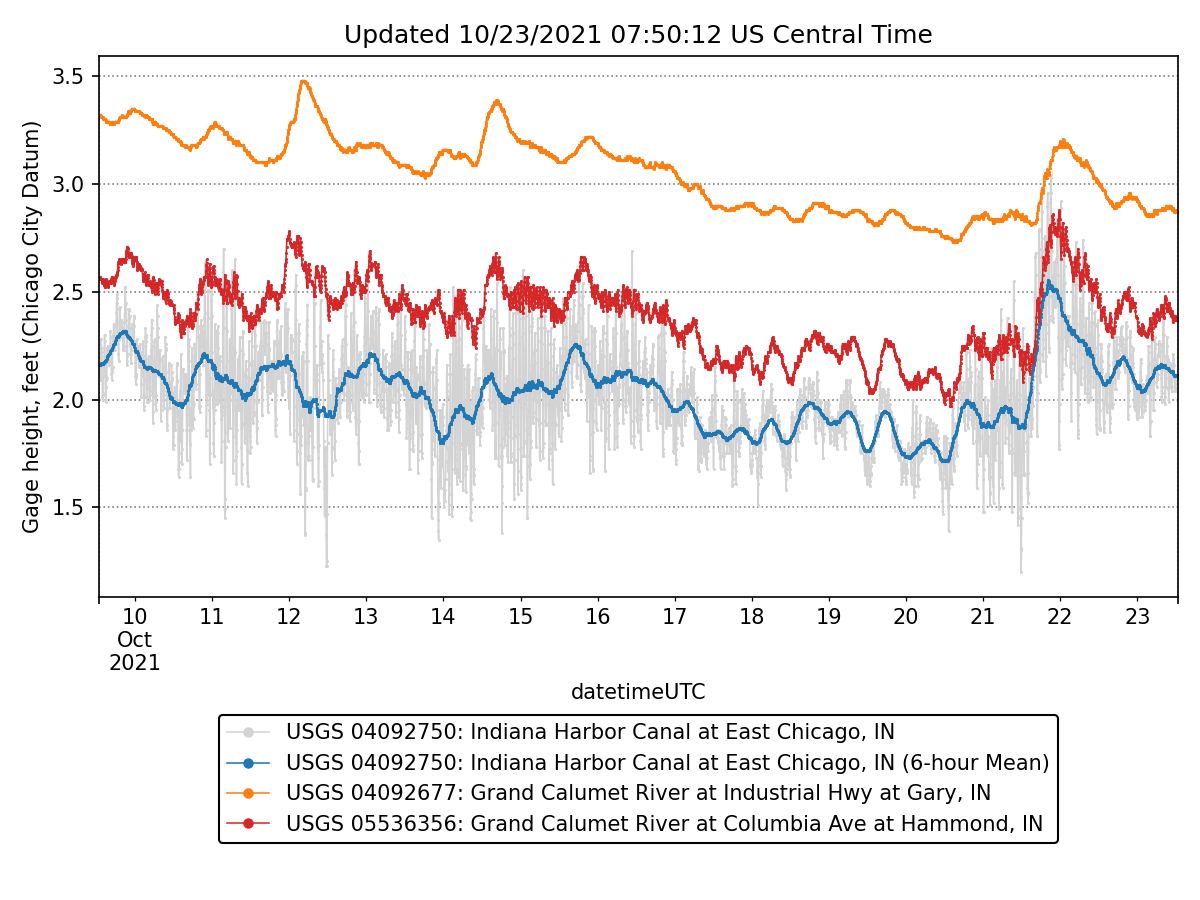 Updated 10/23/2021 07:50:12 US Central Time
Gage height, feet (Chicago City Datum)
3.5
3.0
2.5
2.0
1.5
10 11 12 13 14 15 16 17 18 19 20 21 22 23
Oct
2021
datetimeUTC
USGS 04092750: Indiana Harbor Canal at East Chicago, IN
USGS 04092750: Indiana Harbor Canal at East Chicago, IN (6-hour Mean)
USGS 04092677: Grand Calumet River at Industrial Hwy at Gary, IN
USGS 05536356: Grand Calumet River at Columbia Ave at Hammond, IN